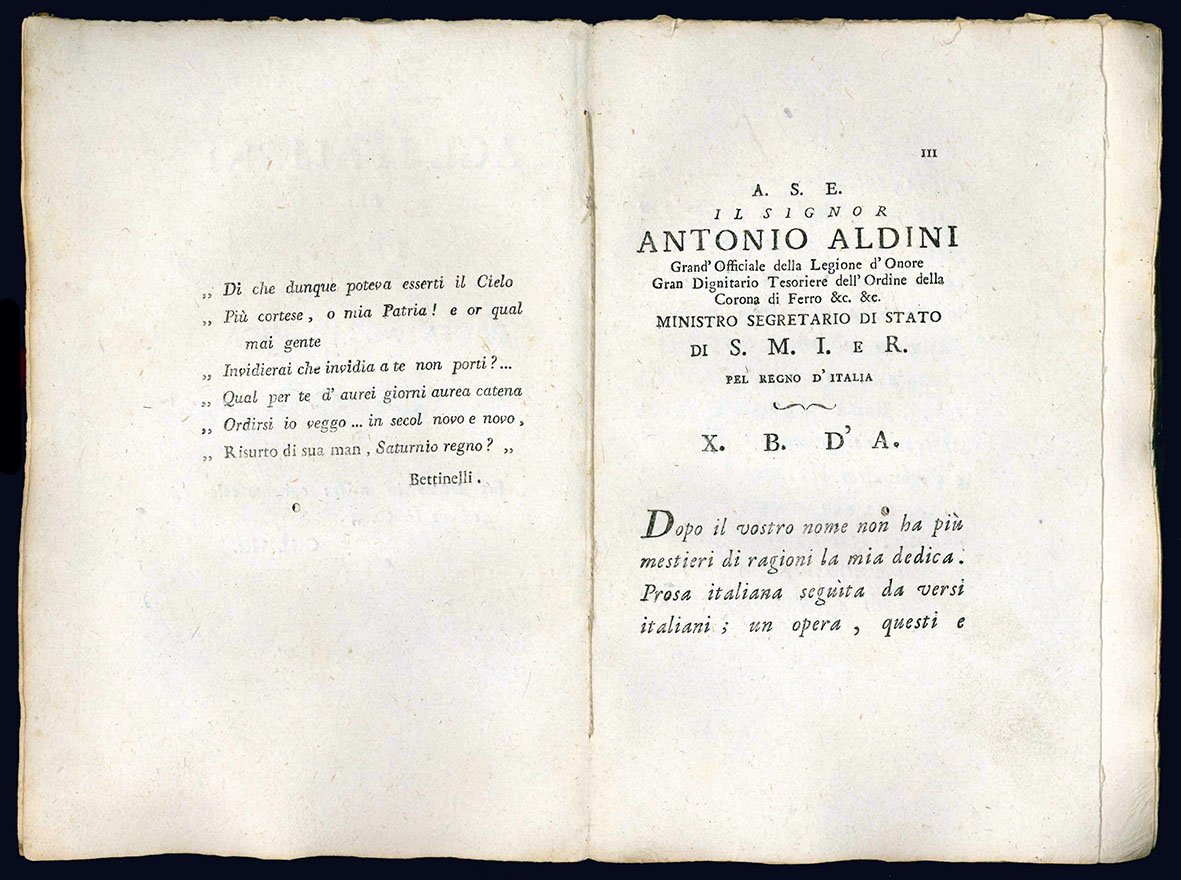 „ Di che dunque poteva esserti il Cielo
„ Più cortese, o mia Patria! e or qual
mai gente
„ Invidierai che invidia a te non porti?...
„ Qual per te d' aurei giorni aurea catena
„ Ordirsi io veggo ... in secol novo e novo,
„ Risurto di sua man, Saturnio regno? „
Bettinelli.
III
A. S. E.
IL SIGNOR
ANTONIO ALDINI
Grand' Officiale della Legione d' Onore
Gran Dignitario Tesoriere dell' Ordine della
Corona di Ferro &c. &c.
MINISTRO SEGRETARIO DI STATO
DI S. M. I. E R.
PEL REGNO D' ITALIA
X. B. D' A.
Dopo il vostro nome non ha più
mestieri di ragioni la mia dedica.
Prosa italiana seguìta da versi
italiani; un opera, questi e